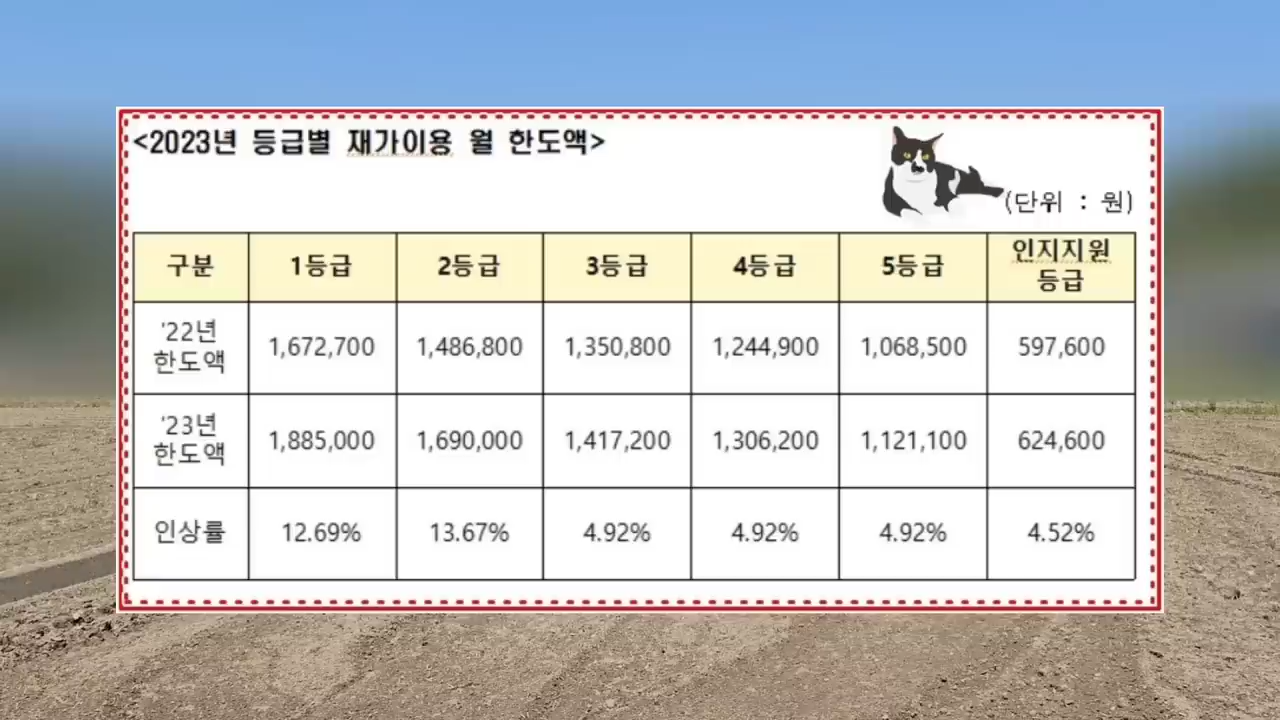 <2023년 등급별 재가이용 월 한도액>
(단위 : 원)
구분 1등급 2등급 3등급 4등급 5등급 인지지원 등급
'22년 한도액 1,672,700 1,486,800 1,350,800 1,244,900 1,068,500 597,600
'23년 한도액 1,885,000 1,690,000 1,417,200 1,306,200 1,121,100 624,600
인상률 12.69% 13.67% 4.92% 4.92% 4.92% 4.52%